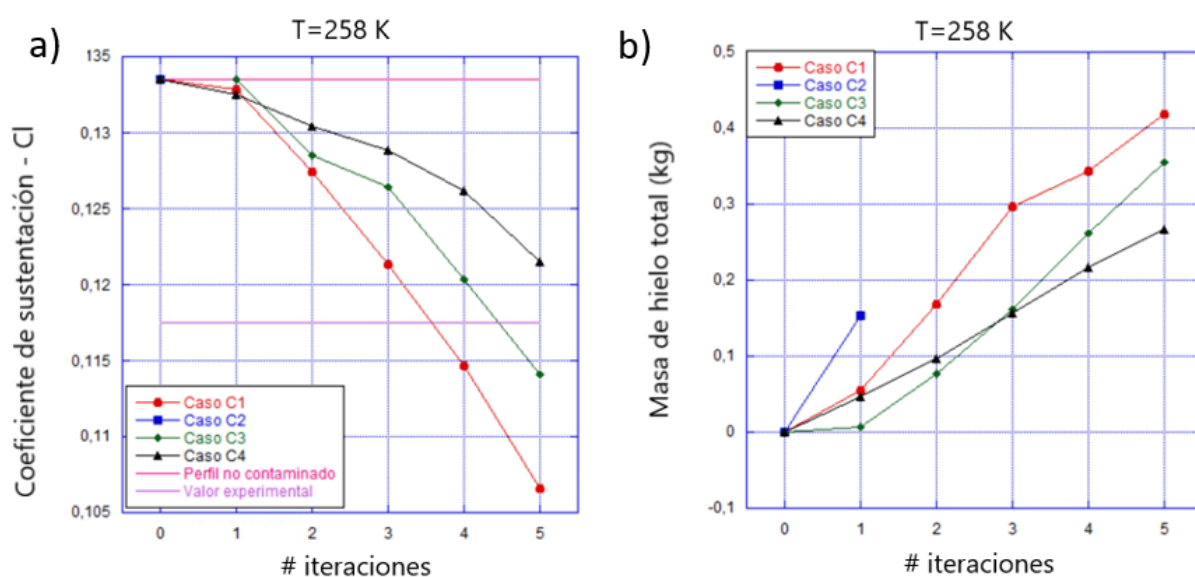 a)
T=258 K
Coeficiente de sustentación - Cl
135
0,13
0,125
0,12
0,115
0,11
0,105
Caso C1
Caso C2
Caso C3
Caso C4
Perfil no contaminado
Valor experimental
0 1 2 3 4 5
# iteraciones
b)
T=258 K
Masa de hielo total (kg)
0,5
0,4
0,3
0,2
0,1
0
-0,1
Caso C1
Caso C2
Caso C3
Caso C4
0 1 2 3 4 5
# iteraciones